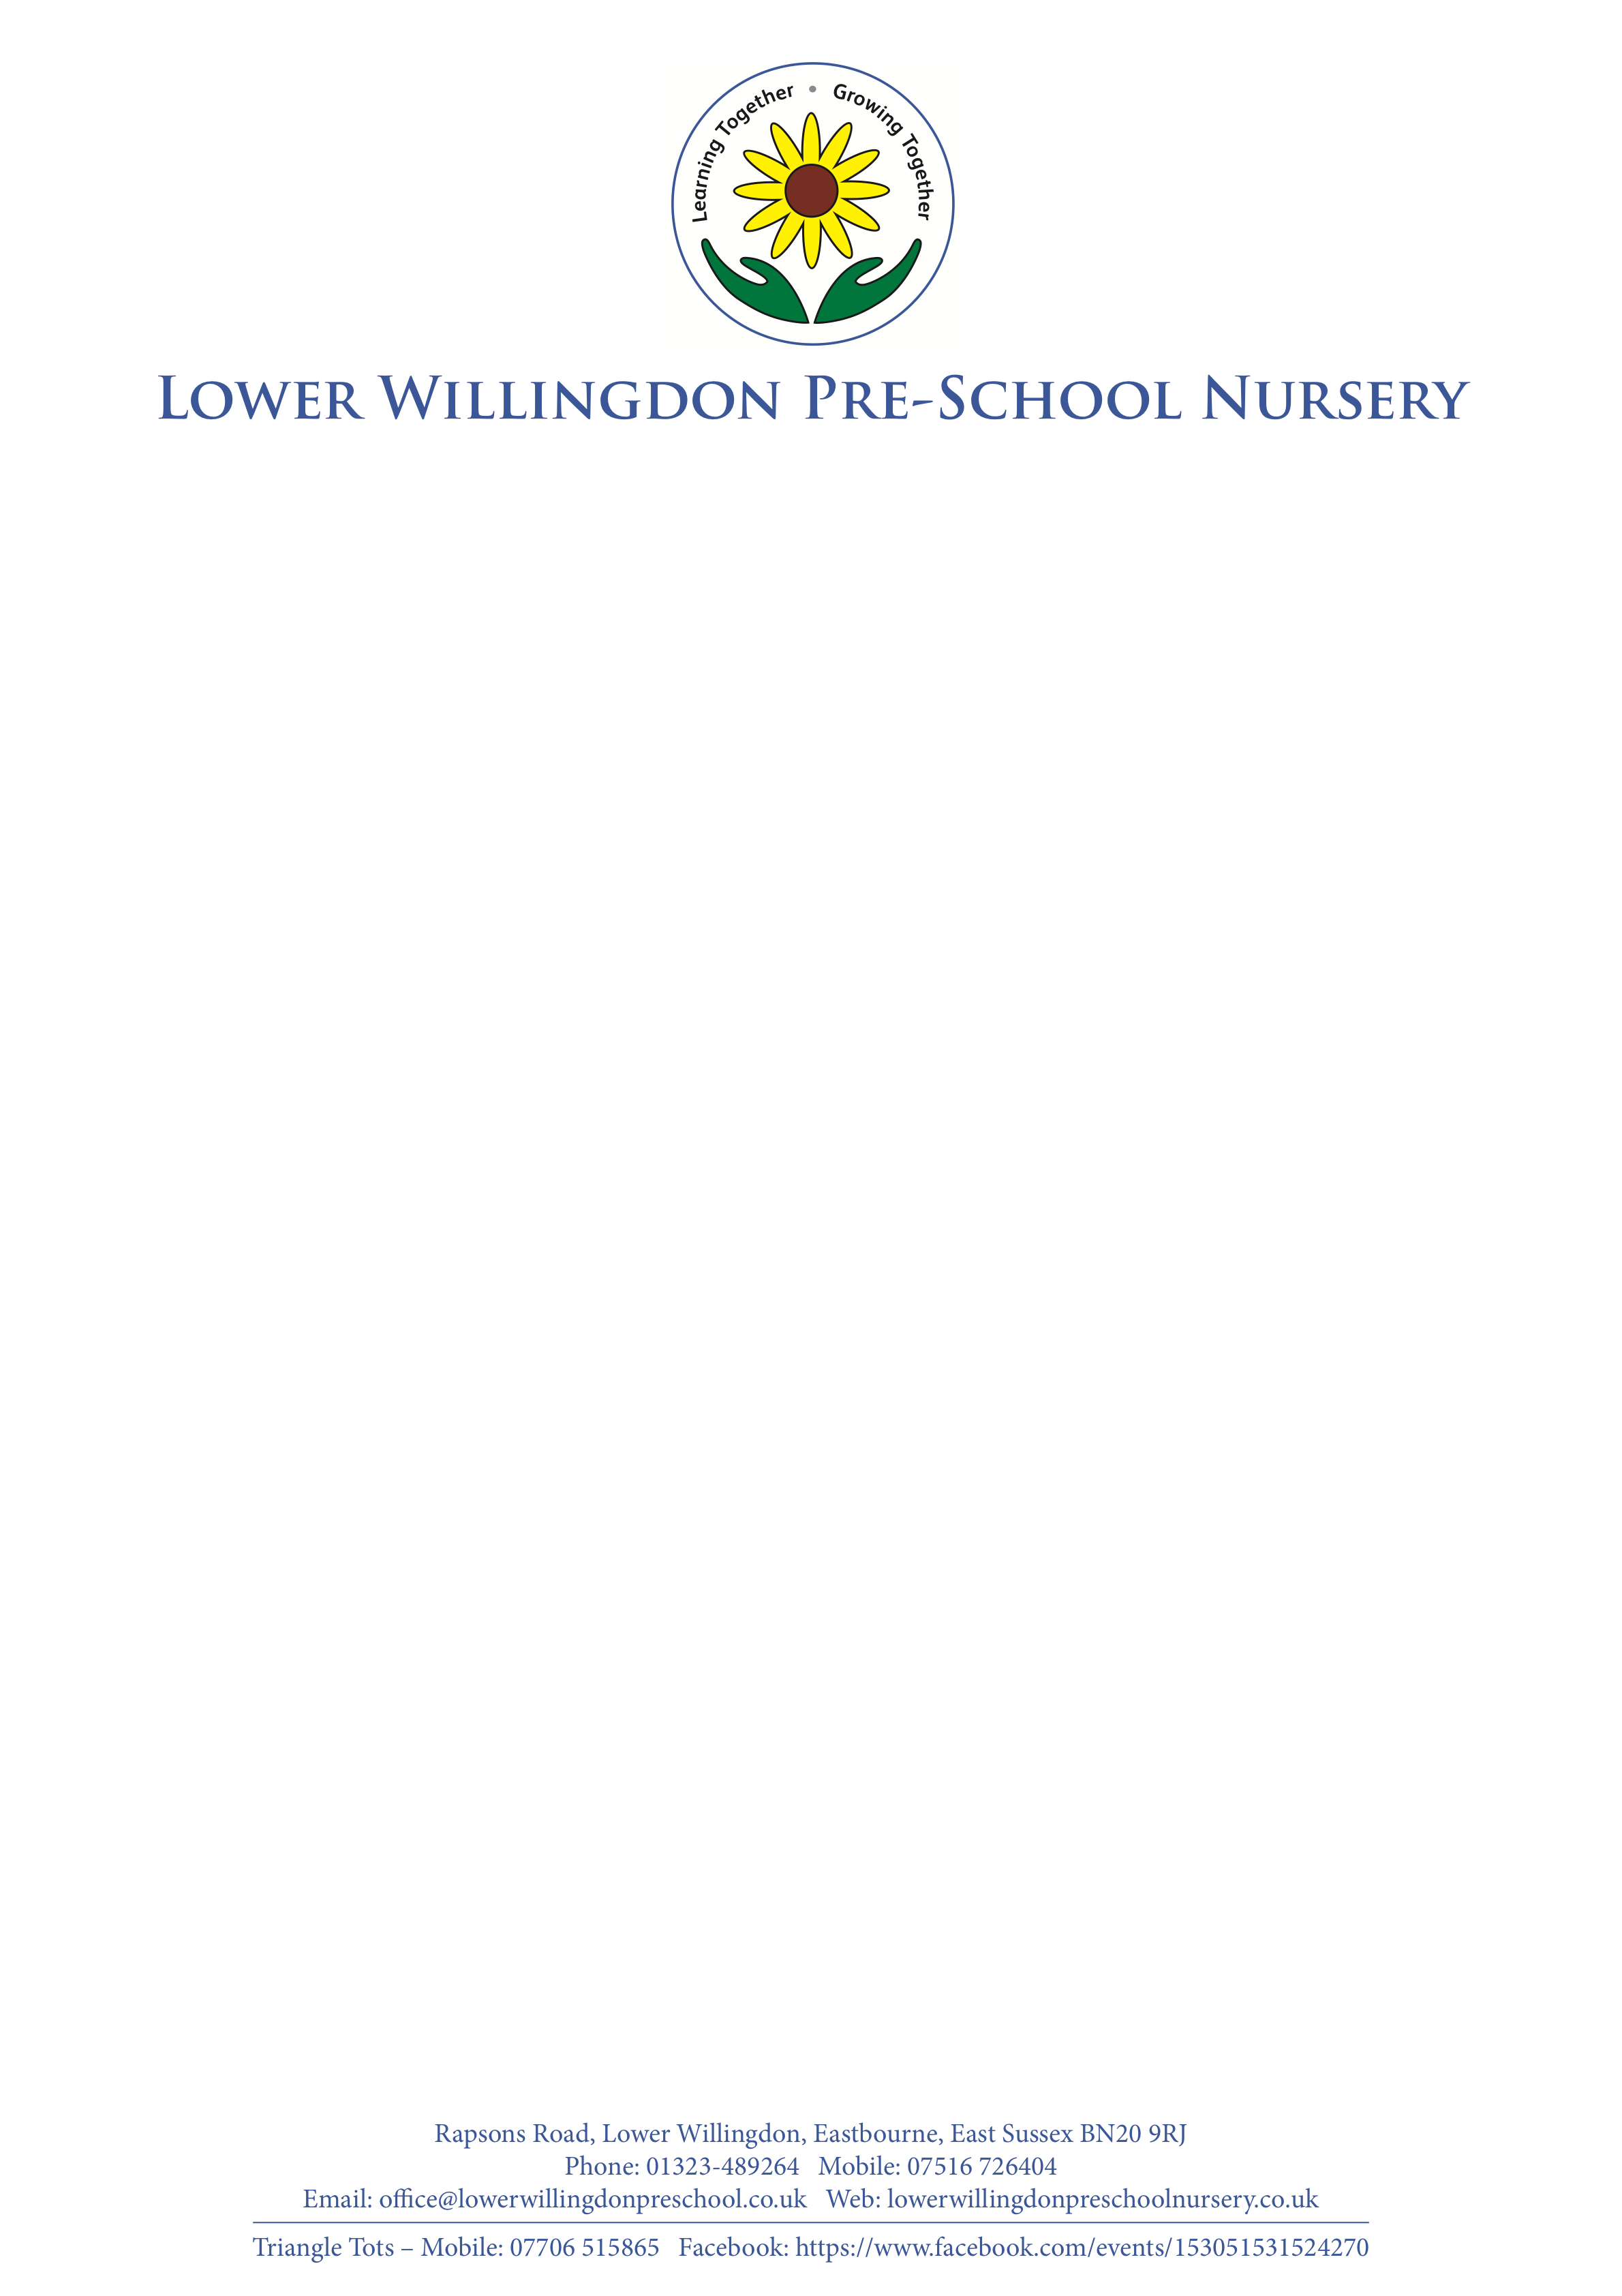 Learning Together • Growing Together
Lower Willingdon Pre-School Nursery
Rapsons Road, Lower Willingdon, Eastbourne, East Sussex BN20 9RJ
Phone: 01323-489264 Mobile: 07516 726404
Email: office@lowerwillingdonpreschool.co.uk Web: lowerwillingdonpreschoolnursery.co.uk
Triangle Tots – Mobile: 07706 515865 Facebook: https://www.facebook.com/events/153051531524270